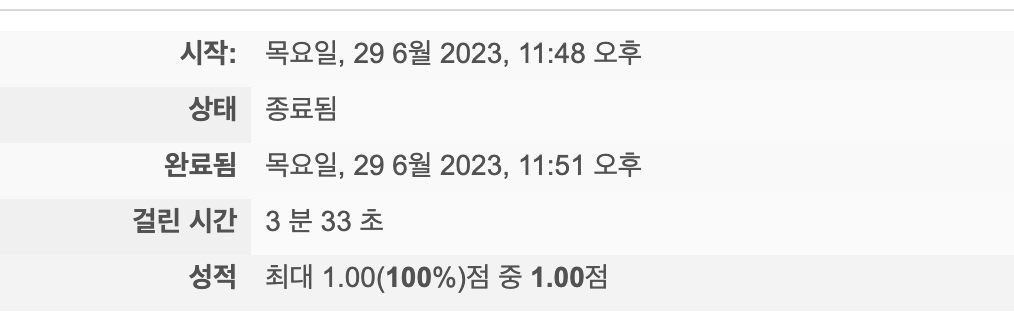 시작: 목요일, 29 6월 2023, 11:48 오후
상태 종료됨
완료됨 목요일, 29 6월 2023, 11:51 오후
걸린 시간 3 분 33 초
성적 최대 1.00(100%)점 중 1.00점